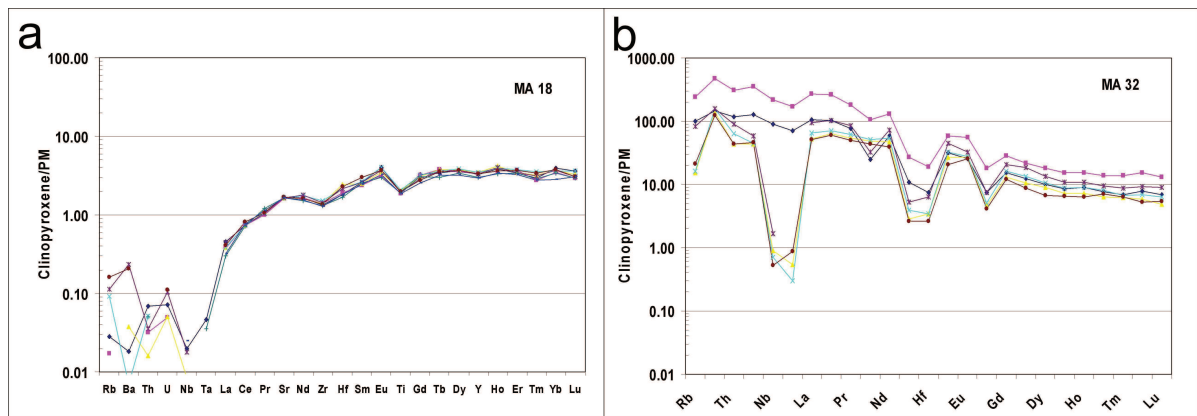 a
100.00
10.00
1.00
0.10
0.01
Clinopyroxene/PM
MA 18
Rb Ba Th U Nb Ta La Ce Pr Sr Nd Zr Hf Sm Eu Ti Gd Tb Dy Y Ho Er Tm Yb Lu
b
1000.00
100.00
10.00
1.00
0.10
0.01
Clinopyroxene/PM
MA 32
Rb Th Nb La Pr Nd Hf Eu Gd Dy Ho Tm Lu